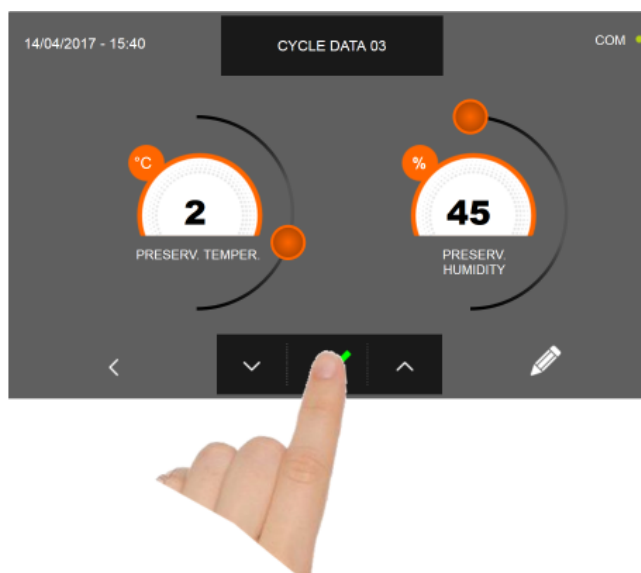 14/04/2017 - 15:40
CYCLE DATA 03
COM
°C
2
PRESERV. TEMPER.
%
45
PRESERV.
HUMIDITY